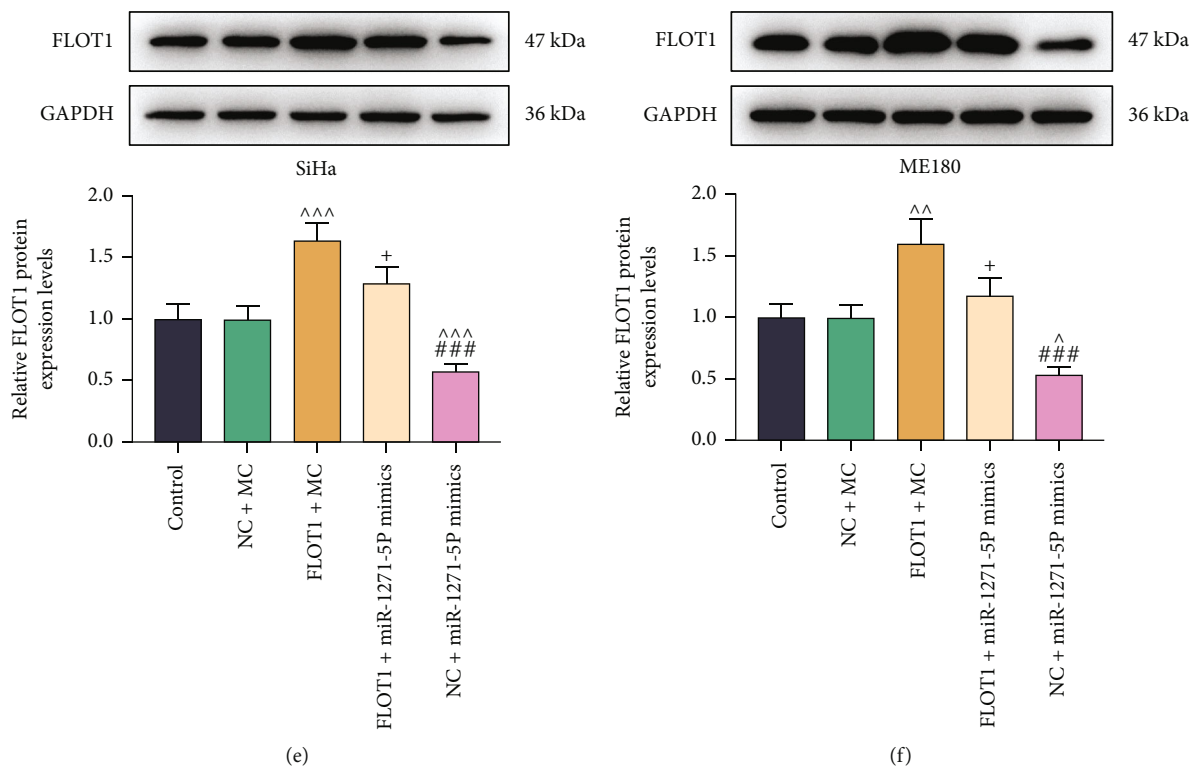 FLOT1
47 kDa
GAPDH
36 kDa
SiHa
Relative FLOT1 protein
expression levels
2.0
1.5
1.0
0.5
0.0
^^^
+
^^^
###
Control
NC + MC
FLOT1 + MC
FLOT1 + miR-1271-5P mimics
NC + miR-1271-5P mimics
(e)
FLOT1
47 kDa
GAPDH
36 kDa
ME180
Relative FLOT1 protein
expression levels
2.0
1.5
1.0
0.5
0.0
^^
+
^
###
Control
NC + MC
FLOT1 + MC
FLOT1 + miR-1271-5P mimics
NC + miR-1271-5P mimics
(f)